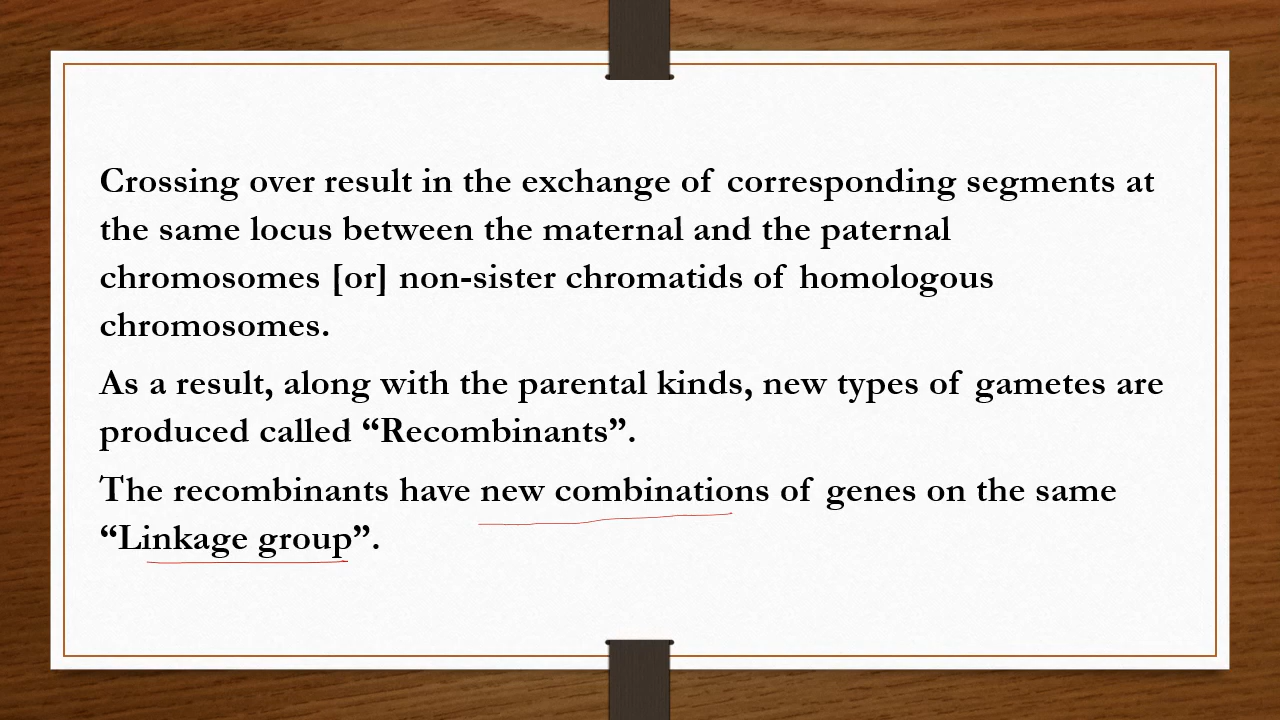 Crossing over result in the exchange of corresponding segments at
the same locus between the maternal and the paternal
chromosomes [or] non-sister chromatids of homologous
chromosomes.
As a result, along with the parental kinds, new types of gametes are
produced called “Recombinants”.
The recombinants have new combinations of genes on the same
“Linkage group”.